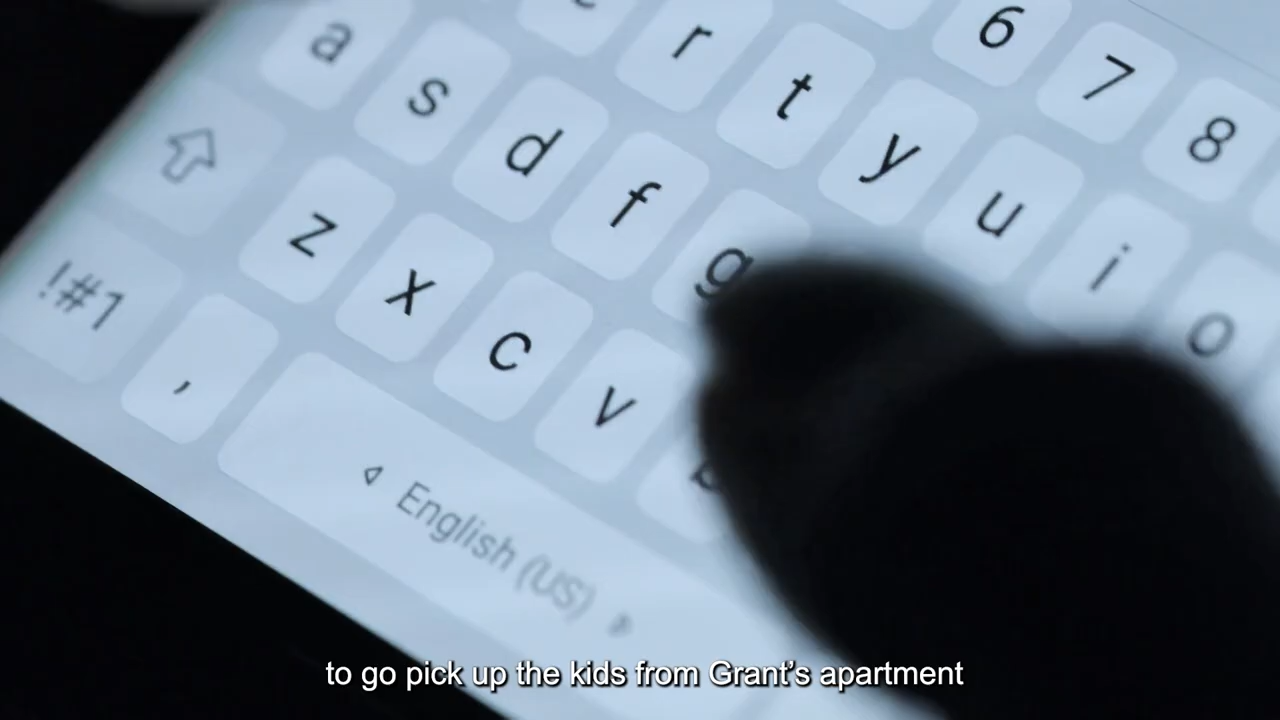 6 7 8
r t y u i o
a s d f g
z x c v b
!#1 , English (US)
to go pick up the kids from Grant's apartment